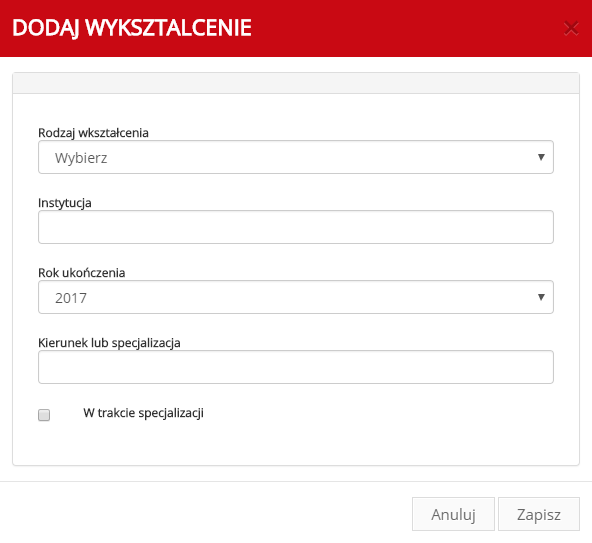 DODAJ WYKSZTALCENIE
Rodzaj wkształcenia
Wybierz
Instytucja
Rok ukończenia
2017
Kierunek lub specjalizacja
W trakcie specjalizacji
Anuluj Zapisz